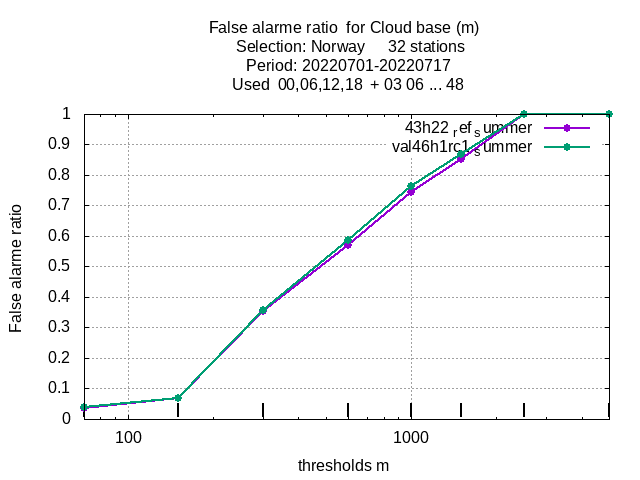 False alarme ratio  for Cloud base (m)
Selection: Norway     32 stations
Period: 20220701-20220717
Used  00,06,12,18  + 03 06 ... 48
43h22ref_summer
val46h1rc1_summer
1
0.9
0.8
0.7
0.6
0.5
0.4
0.3
0.2
0.1
0
False alarme ratio
100
1000
thresholds m